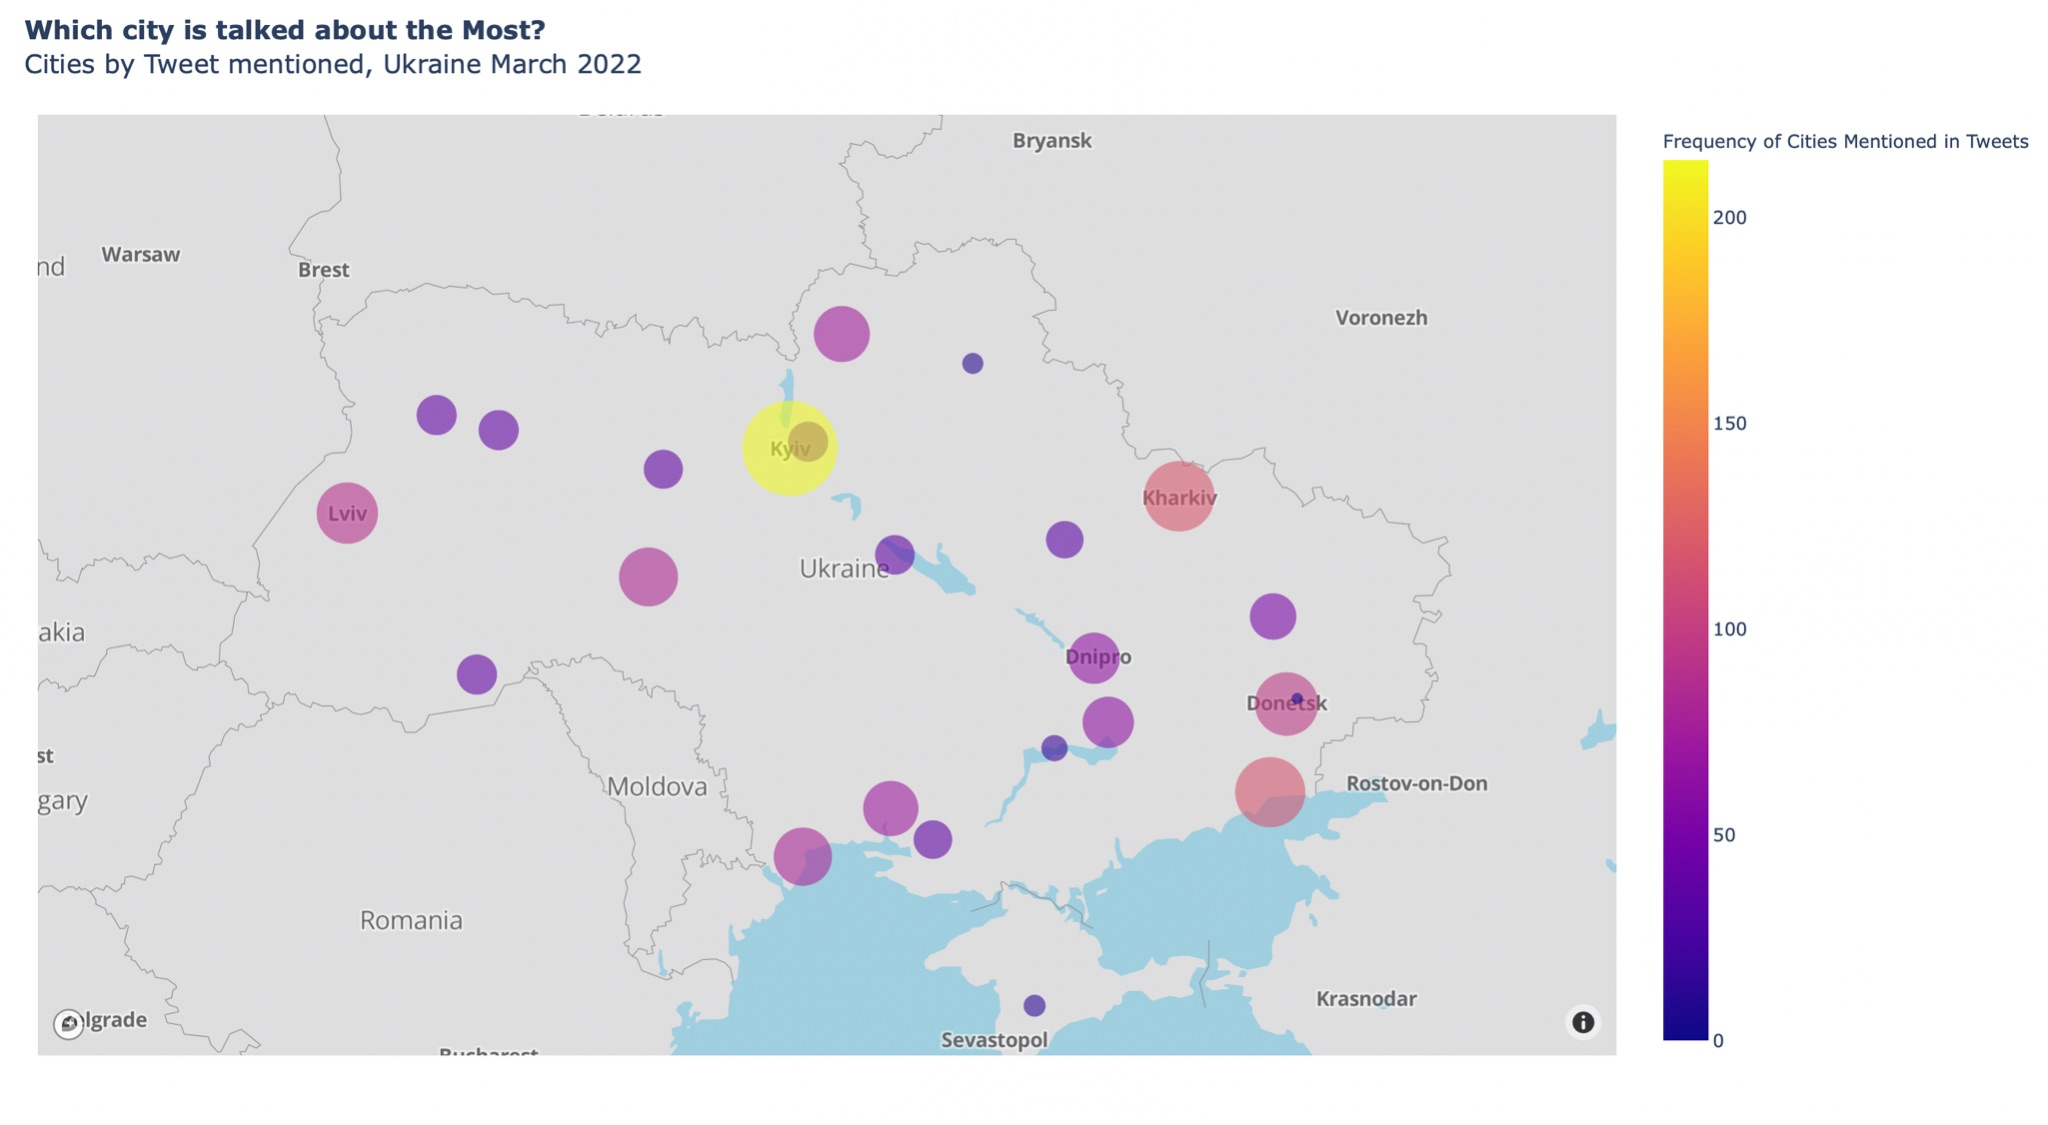 Which city is talked about the Most?
Cities by Tweet mentioned, Ukraine March 2022
Bryansk
Frequency of Cities Mentioned in Tweets
200
Warsaw
nd
Brest
Voronezh
150
Kyiv
Kharkiv
Lviv
Ukraine
100
akia
Dnipro
Donetsk
st
Moldova
Rostov-on-Don
gary
50
Romania
Krasnodar
elgrade
Sevastopol
0